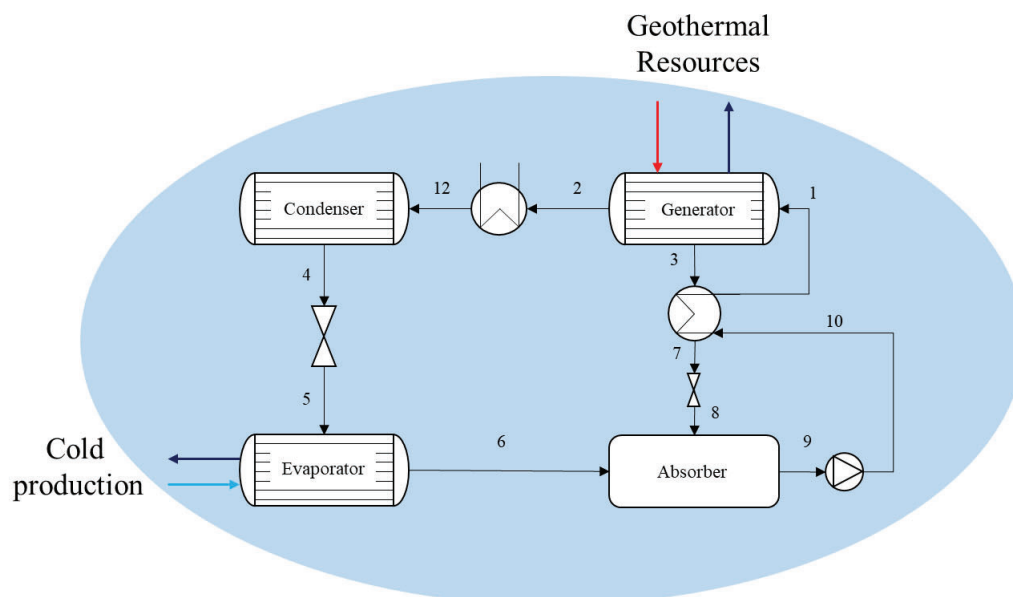 Geothermal
Resources
12
2
1
Condenser
Generator
4
3
10
7
5
8
Cold
production
6
9
Evaporator
Absorber